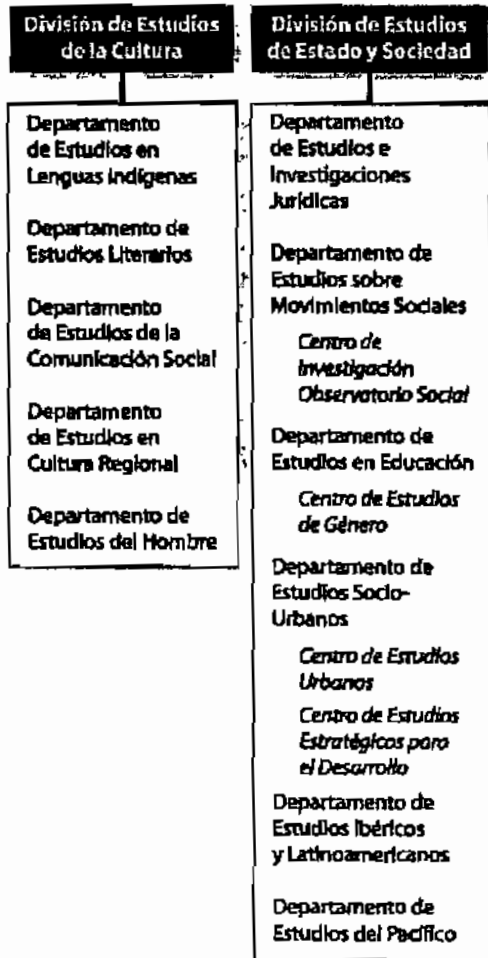 División de Estudios
de la Cultura
Departamento
de Estudios en
Lenguas Indígenas
Departamento de
Estudios Literarios
Departamento
de Estudios de la
Comunicación Social
Departamento
de Estudios en
Cultura Regional
Departamento de
Estudios del Hombre
División de Estudios
de Estado y Sociedad
Departamento
de Estudios e
Investigaciones
Jurídicas
Departamento de
Estudios sobre
Movimientos Sociales
Centro de
Investigación
Observatorio Social
Departamento de
Estudios en Educación
Centro de Estudios
de Género
Departamento de
Estudios Socio-
Urbanos
Centro de Estudios
Urbanos
Centro de Estudios
Estratégicos para
el Desarrollo
Departamento de
Estudios Ibéricos
y Latinoamericanos
Departamento de
Estudios del Pacífico